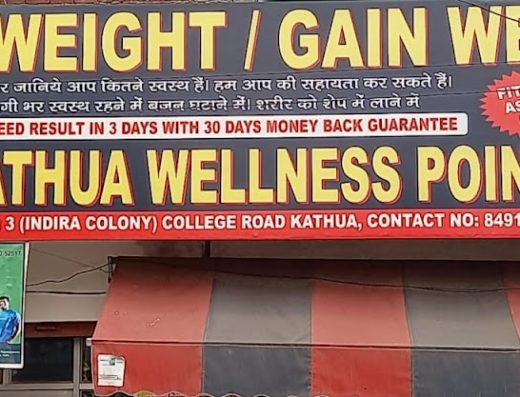 WEIGHT / GAIN WE
र जानिये आप कितने स्वस्थ हैं। हम आप की सहायता कर सकते हैं।
गी भर स्वस्थ रहने में बजन घटाने में। शरीर को शेप में लाने में
FIT
AS
EED RESULT IN 3 DAYS WITH 30 DAYS MONEY BACK GUARANTEE
ATHUA WELLNESS POIN
3 (INDIRA COLONY) COLLEGE ROAD KATHUA, CONTACT NO: 8491